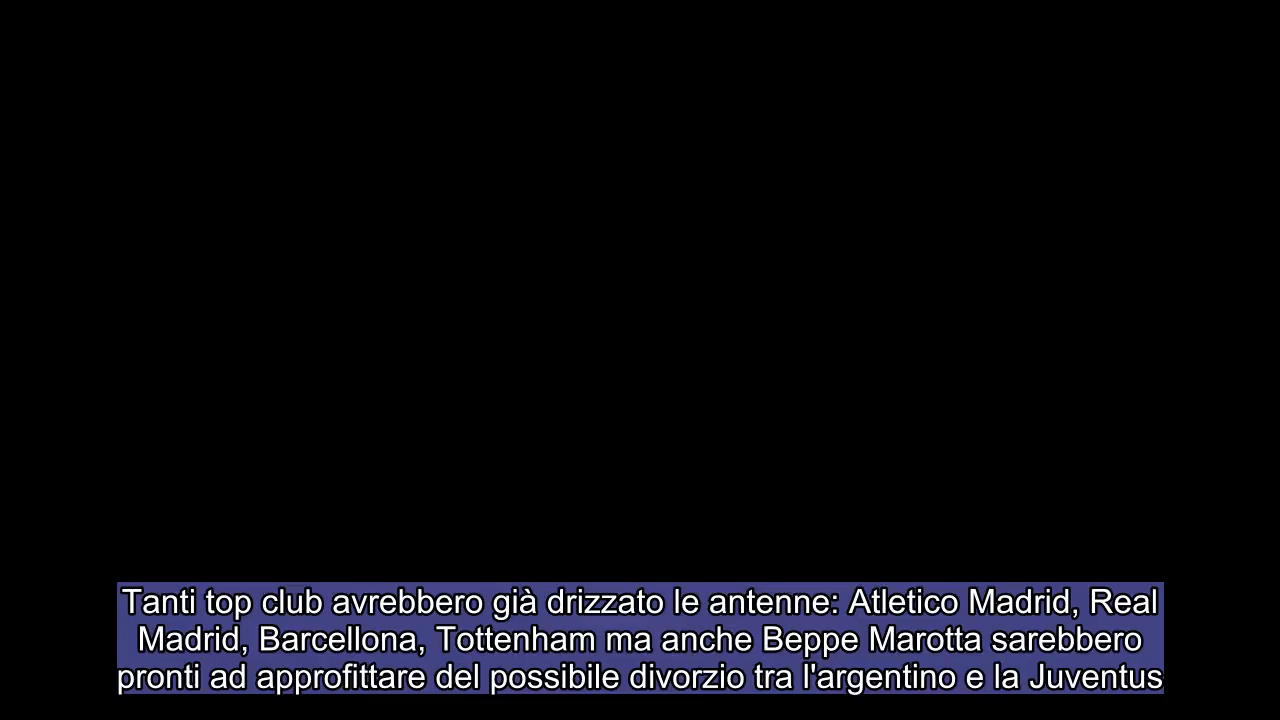 Tanti top club avrebbero già drizzato le antenne: Atletico Madrid, Real
Madrid, Barcellona, Tottenham ma anche Beppe Marotta sarebbero
pronti ad approfittare del possibile divorzio tra l'argentino e la Juventus